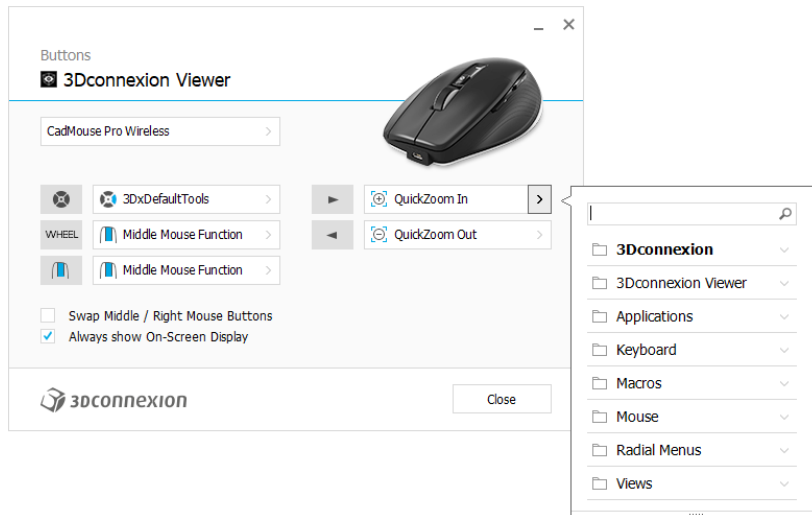 Buttons
3Dconnexion Viewer
CadMouse Pro Wireless
3DxDefaultTools
QuickZoom In
WHEEL
Middle Mouse Function
QuickZoom Out
Middle Mouse Function
Swap Middle / Right Mouse Buttons
Always show On-Screen Display
3Dconnexion
Close
3Dconnexion
3Dconnexion Viewer
Applications
Keyboard
Macros
Mouse
Radial Menus
Views